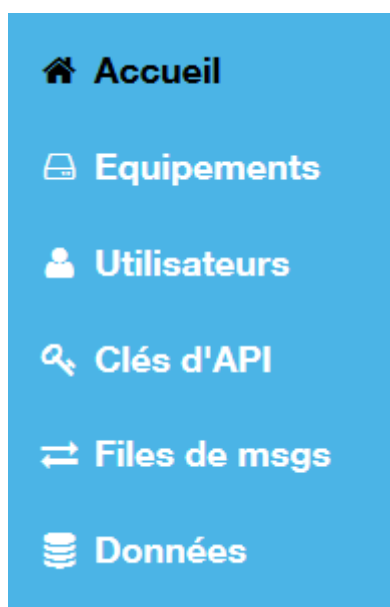 Accueil
Equipements
Utilisateurs
Clés d'API
Files de msgs
Données